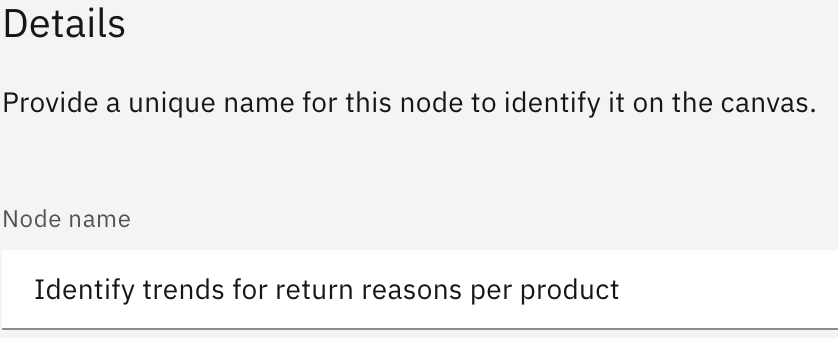 Details
Provide a unique name for this node to identify it on the canvas.
Node name
Identify trends for return reasons per product